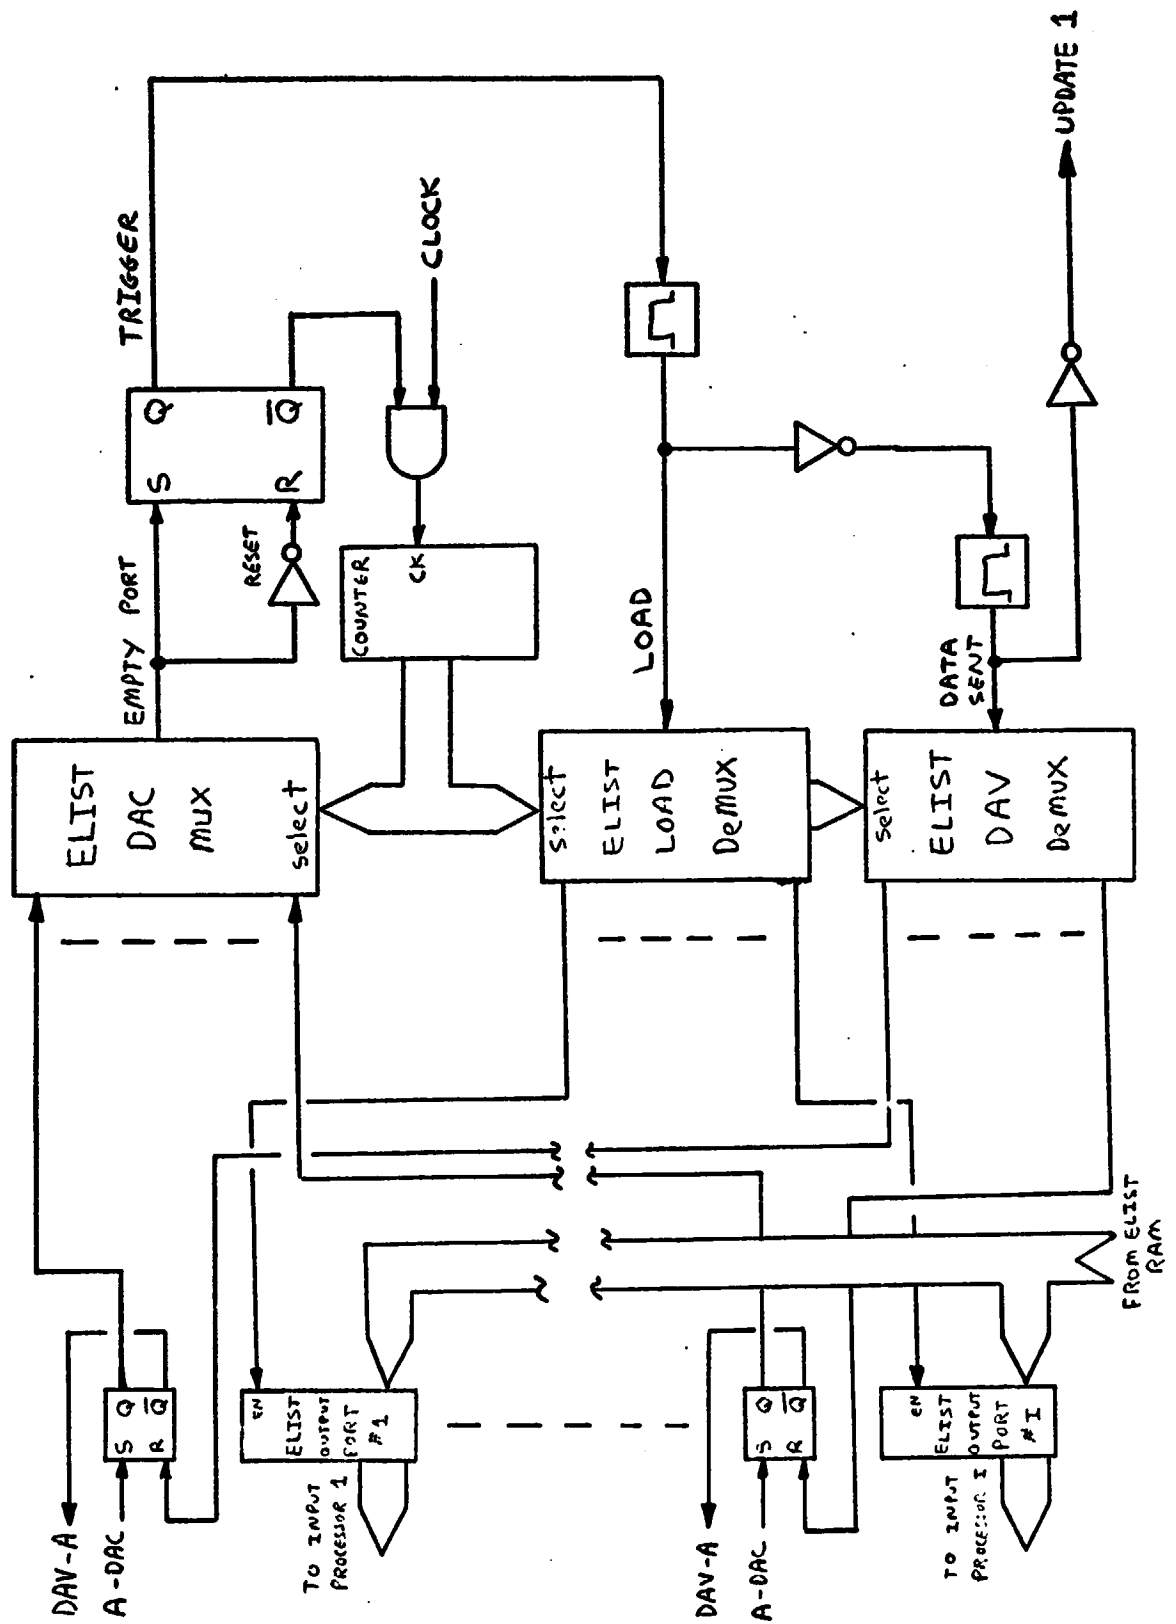 DAV-A
A-DAC
S Q
R Q
EN
ELIST
OUTPUT
PORT
#1
TO INPUT
PROCESSOR 1
DAV-A
A-DAC
S Q
R Q
EN
ELIST
OUTPUT
PORT
#I
TO INPUT
PROCESSOR I
FROM ELIST
RAM
ELIST
DAC
MUX
select
EMPTY PORT
RESET
S Q
R Q
TRIGGER
CLOCK
COUNTER
CK
select
ELIST
LOAD
DeMUX
LOAD
select
ELIST
DAV
DeMUX
DATA
SENT
UPDATE 1